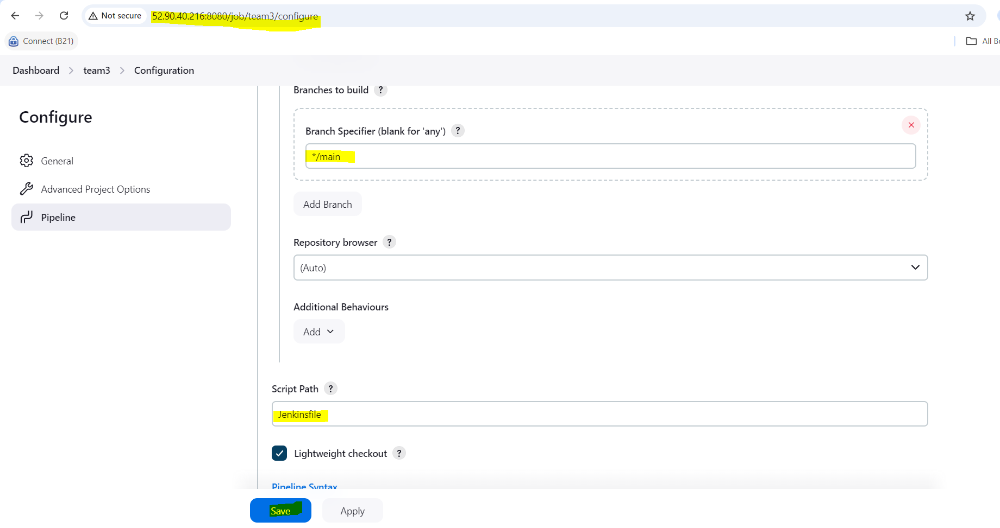 Not secure 52.90.40.216:8080/job/team3/configure
Connect (B21)
All Bo
Dashboard > team3 > Configuration
Configure
General
Advanced Project Options
Pipeline
Branches to build ?
Branch Specifier (blank for 'any') ?
*/main
Add Branch
Repository browser ?
(Auto)
Additional Behaviours
Add
Script Path ?
Jenkinsfile
Lightweight checkout ?
Pipeline Syntax
Save Apply